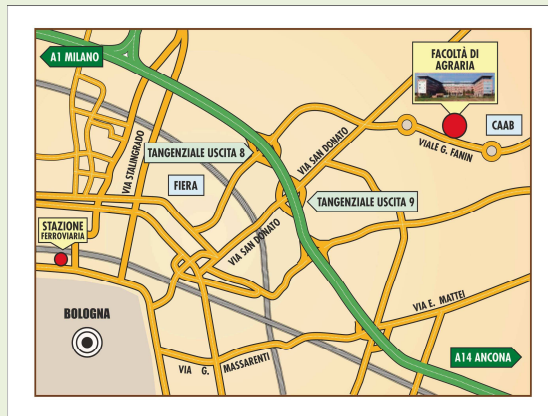 A1 MILANO
FACOLTÀ DI
AGRARIA
CAAB
VIALE G. FANIN
VIA STALINGRADO
TANGENZIALE USCITA 8
VIA SAN DONATO
FIERA
TANGENZIALE USCITA 9
STAZIONE
FERROVIARIA
VIA SAN DONATO
BOLOGNA
VIA E. MATTEI
A14 ANCONA
VIA G. MASSARENTI